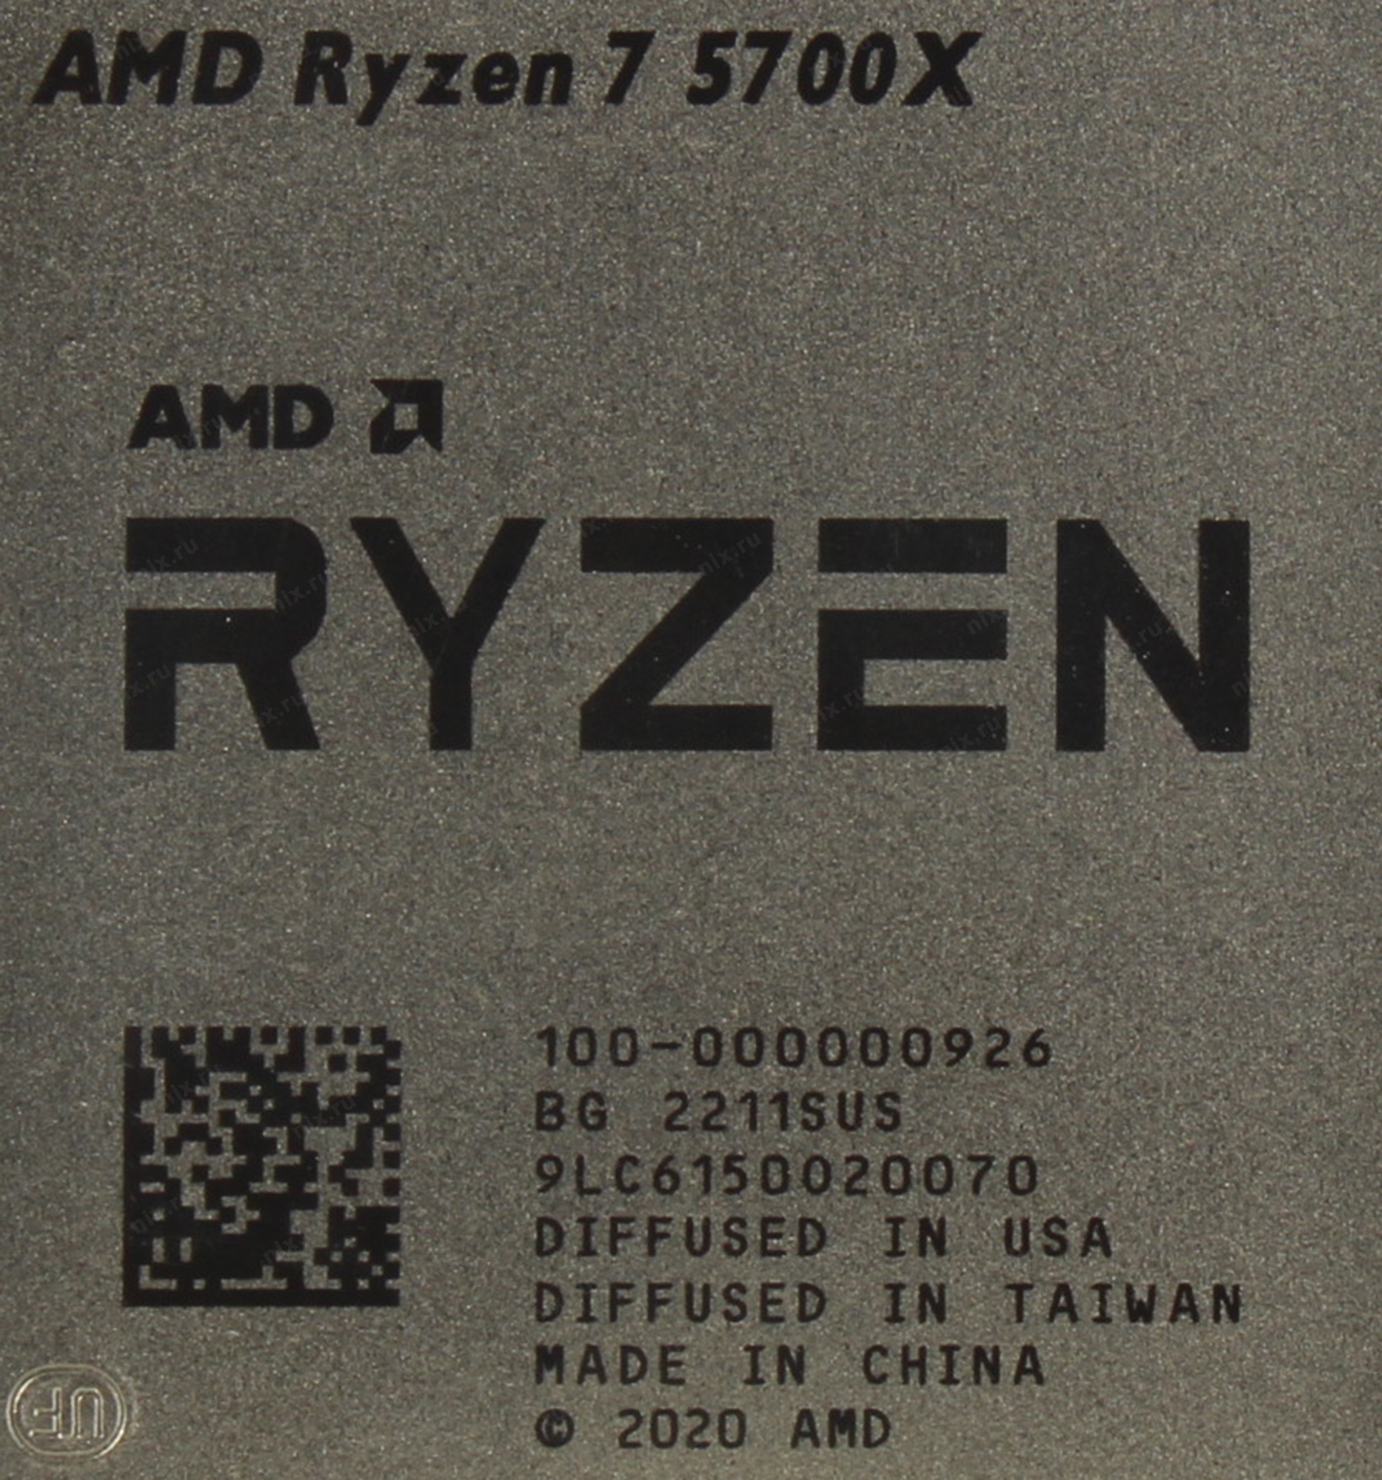 AMD Ryzen 7 5700X
AMD
RYZEN
100-000000926
BG 2211SUS
9LC6150020070
DIFFUSED IN USA
DIFFUSED IN TAIWAN
MADE IN CHINA
© 2020 AMD